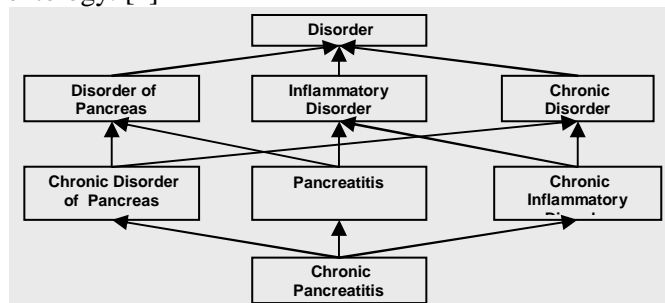 Disorder
Disorder of
Pancreas
Inflammatory
Disorder
Chronic
Disorder
Chronic Disorder
of Pancreas
Pancreatitis
Chronic
Inflammatory
Chronic
Pancreatitis